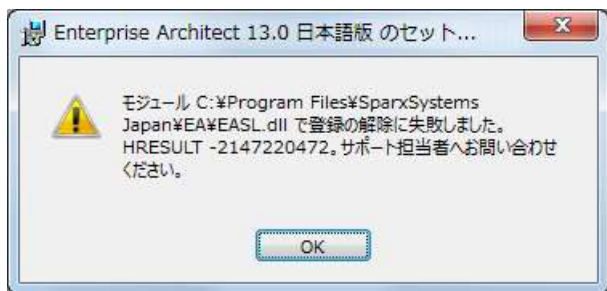 Enterprise Architect 13.0 日本語版 のセット...
モジュール C:¥Program Files¥SparxSystems
Japan¥EA¥EASL.dll で登録の解除に失敗しました。
HRESULT -2147220472。サポート担当者へお問い合わせ
ください。
OK